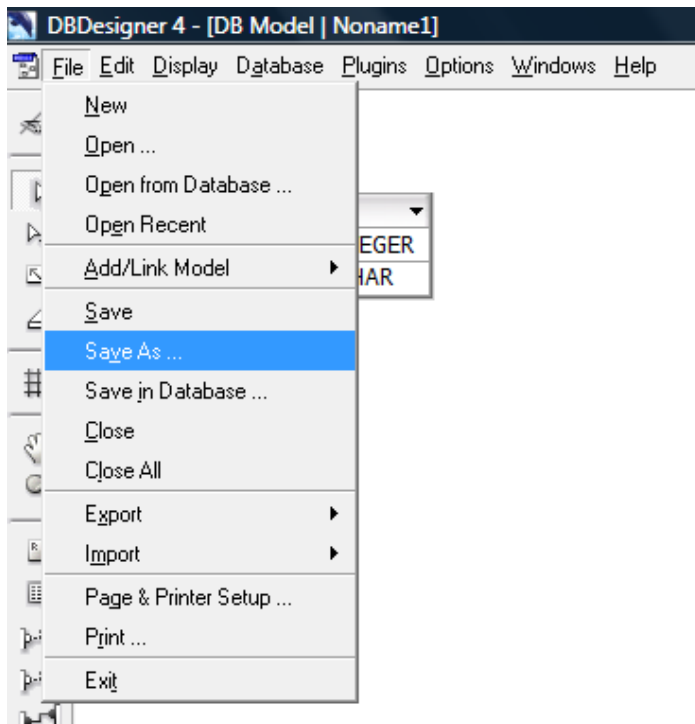 DBDesigner 4 - [DB Model | Noname1]
File Edit Display Database Plugins Options Windows Help
New
Open ...
Open from Database ...
Open Recent
EGER
Add/Link Model
HAR
Save
Save As ...
Save in Database ...
Close
Close All
Export
Import
Page & Printer Setup ...
Print ...
Exit